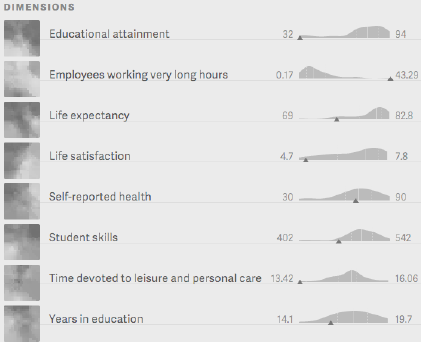 DIMENSIONS
Educational attainment 32 94
Employees working very long hours 0.17 43.29
Life expectancy 69 82.8
Life satisfaction 4.7 7.8
Self-reported health 30 90
Student skills 402 542
Time devoted to leisure and personal care 13.42 16.06
Years in education 14.1 19.7